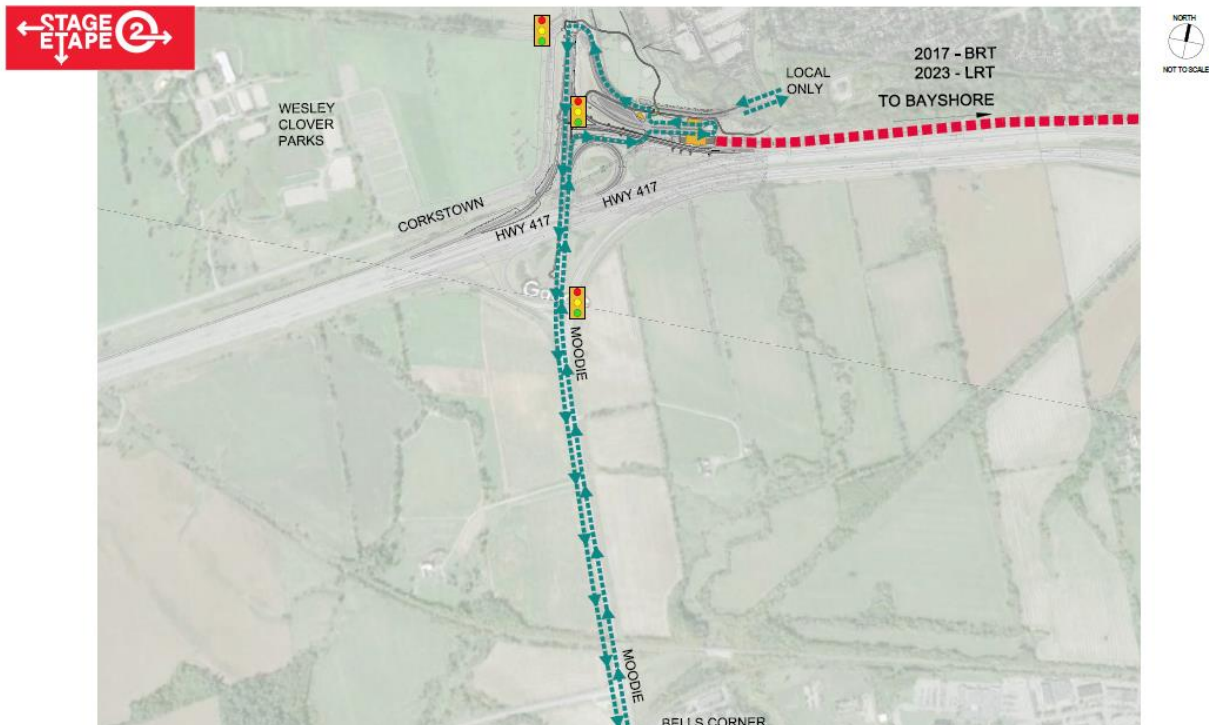 STAGE
ETAPE 2
NORTH
NOT TO SCALE
2017 - BRT
2023 - LRT
TO BAYSHORE
LOCAL
ONLY
WESLEY
CLOVER
PARKS
CORKSTOWN
HWY 417
HWY 417
MOODIE
MOODIE
BELLS CORNER